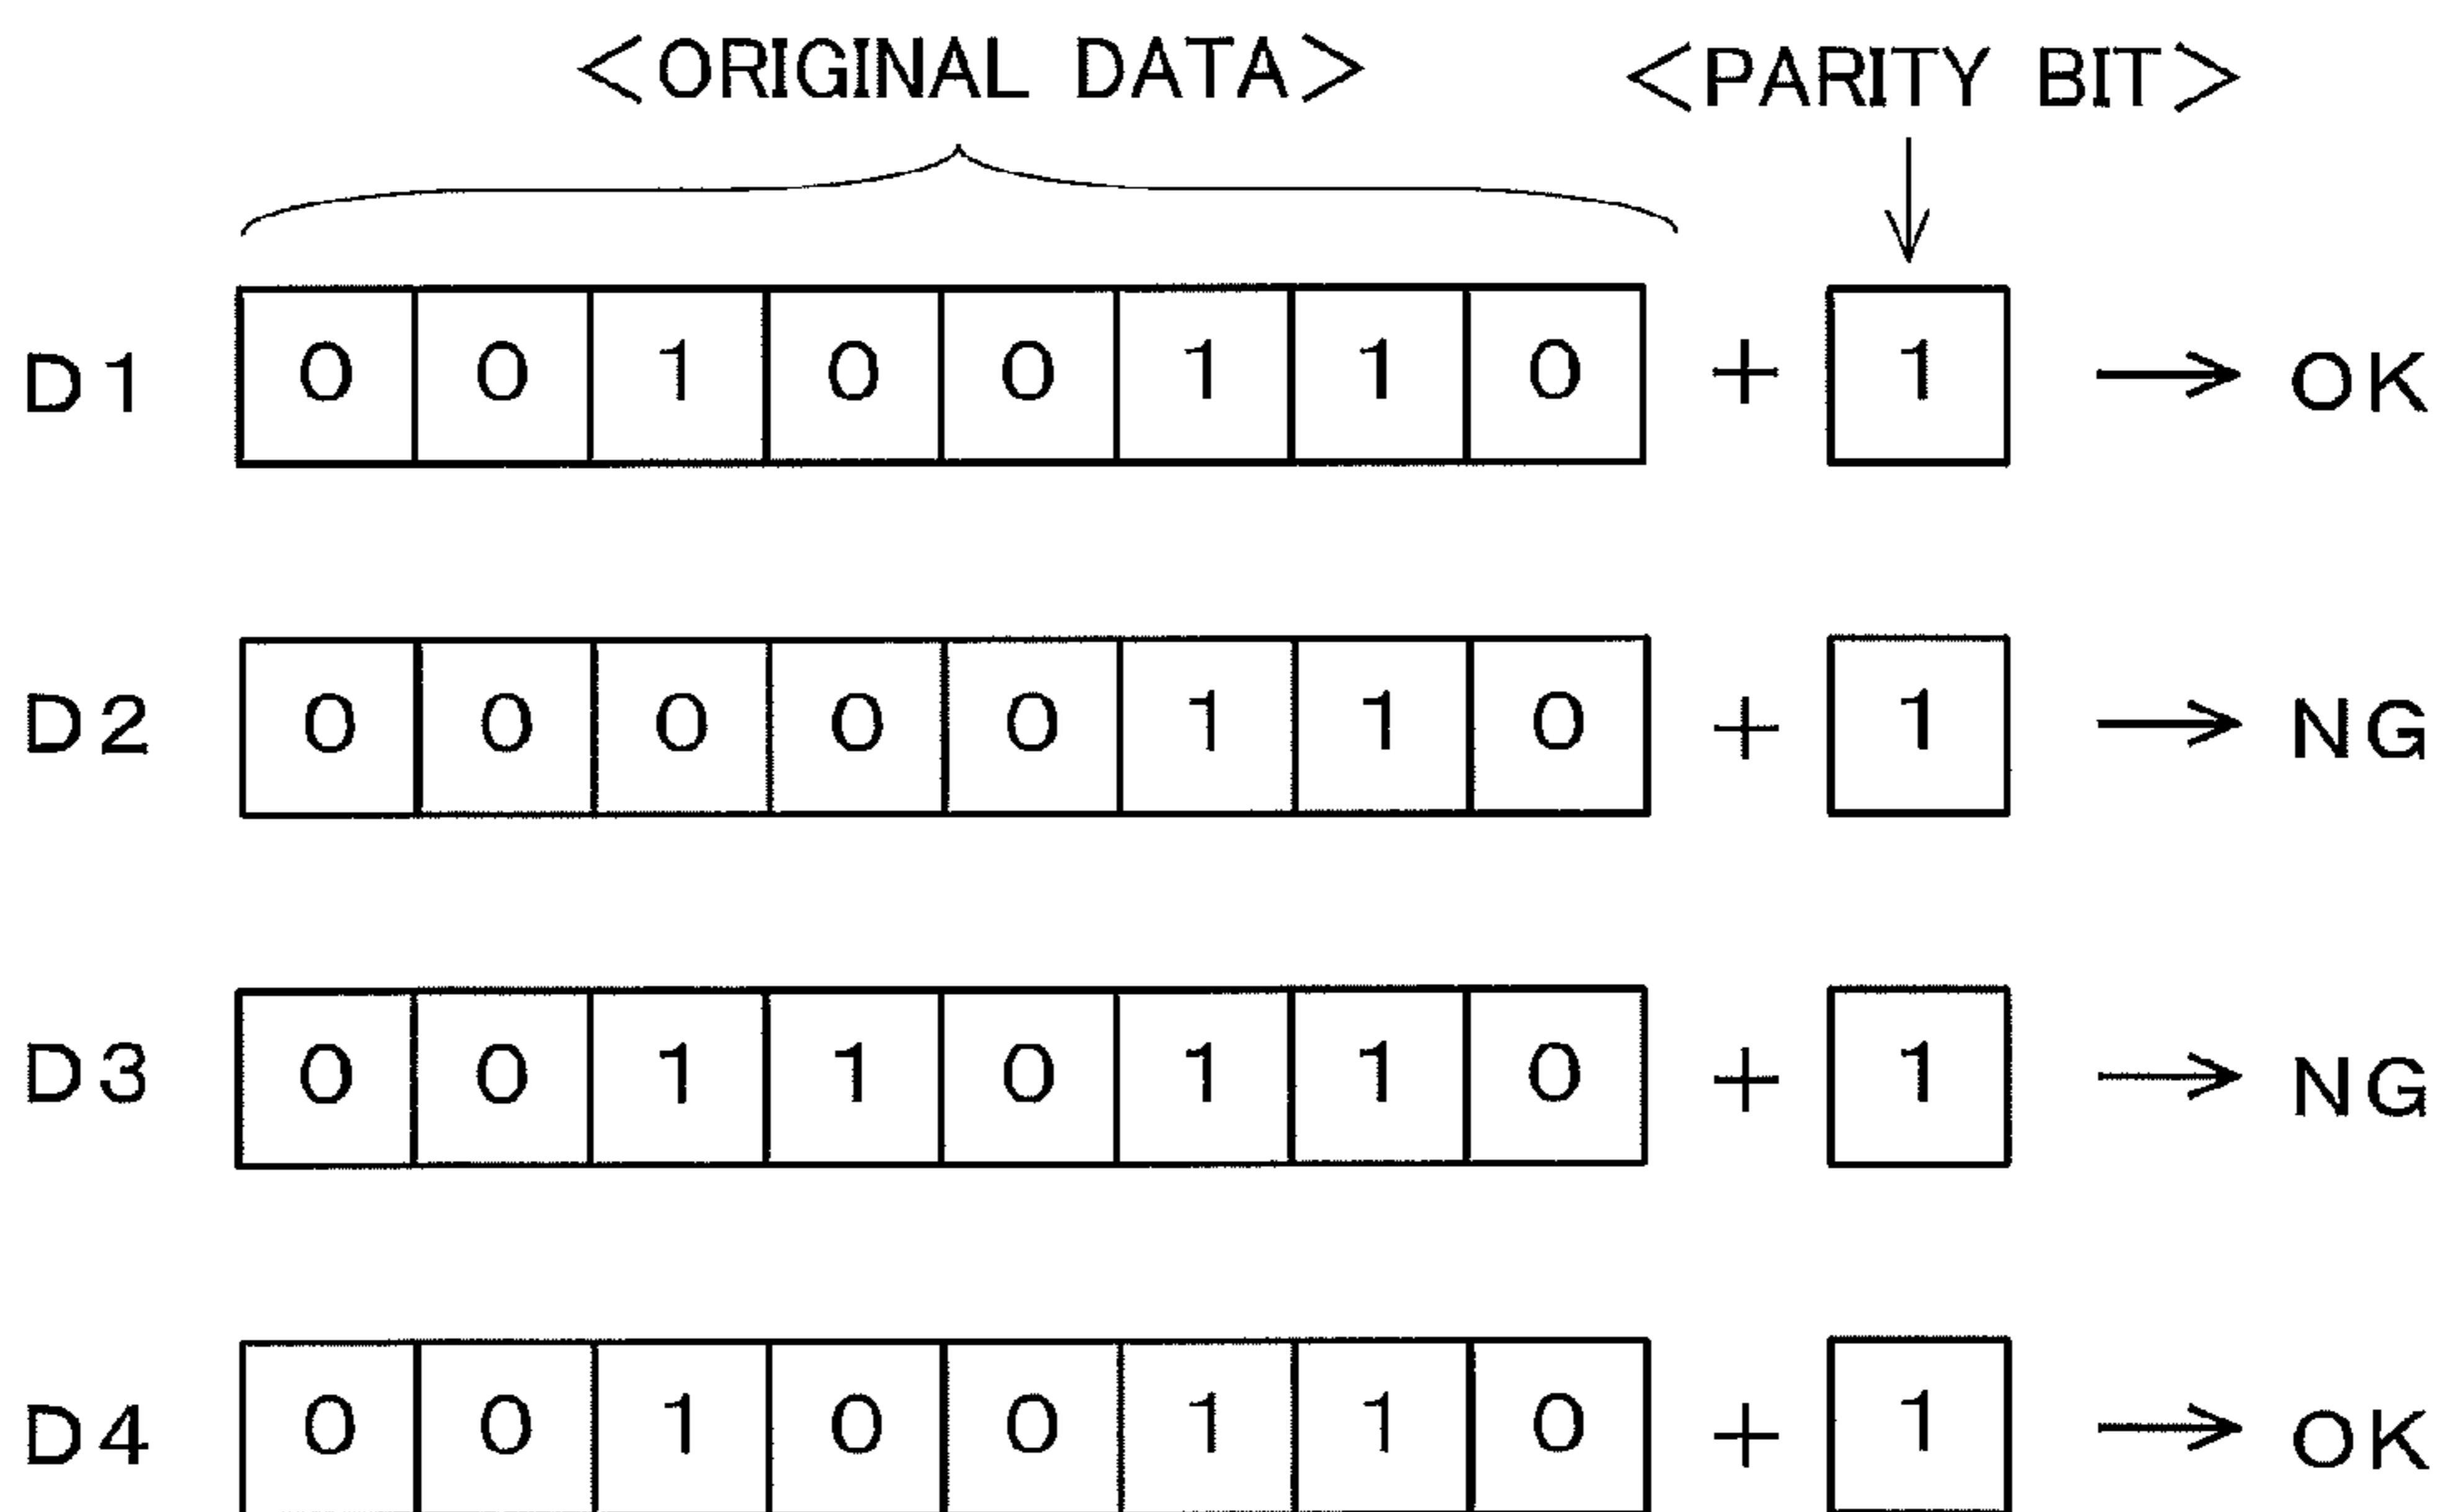 <ORIGINAL DATA> <PARITY BIT>
D1 0 0 1 0 0 1 1 0 + 1 → OK
D2 0 0 0 0 0 1 1 0 + 1 → NG
D3 0 0 1 1 0 1 1 0 + 1 → NG
D4 0 0 1 0 0 1 1 0 + 1 → OK